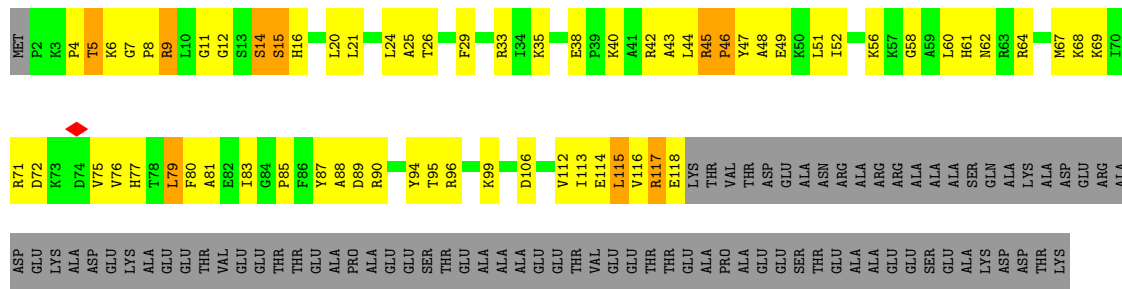 MET P2 K3 P4 T5 K6 G7 P8 R9 L10 G11 G12 S13 S14 S15 H16 L20 L21 L24 A25 T26 F29 R33 I34 K35 E38 P39 K40 A41 R42 A43 L44 R45 P46 Y47 A48 E49 K50 L51 I52 K56 K57 G58 A59 L60 H61 N62 R63 R64 M67 K68 K69 I70
R71 D72 K73 D74 V75 V76 H77 T78 L79 F80 A81 E82 I83 G84 P85 F86 Y87 A88 D89 R90 Y94 T95 R96 K99 D106 V112 I113 E114 L115 V116 R117 E118 LYS THR VAL THR ASP GLU ALA ASN ARG ALA ALA ARG ARG ALA ALA ALA SER GLN ALA LYS ALA ASP GLU ARG ALA
ASP GLU LYS ALA ASP GLU LYS ALA GLU GLU THR VAL GLU GLU THR THR GLU ALA PRO ALA GLU GLU SER THR GLU ALA ALA ALA GLU GLU THR VAL GLU GLU THR THR GLU ALA PRO ALA GLU GLU SER THR GLU ALA ALA GLU GLU SER GLU ALA LYS ASP ASP THR LYS